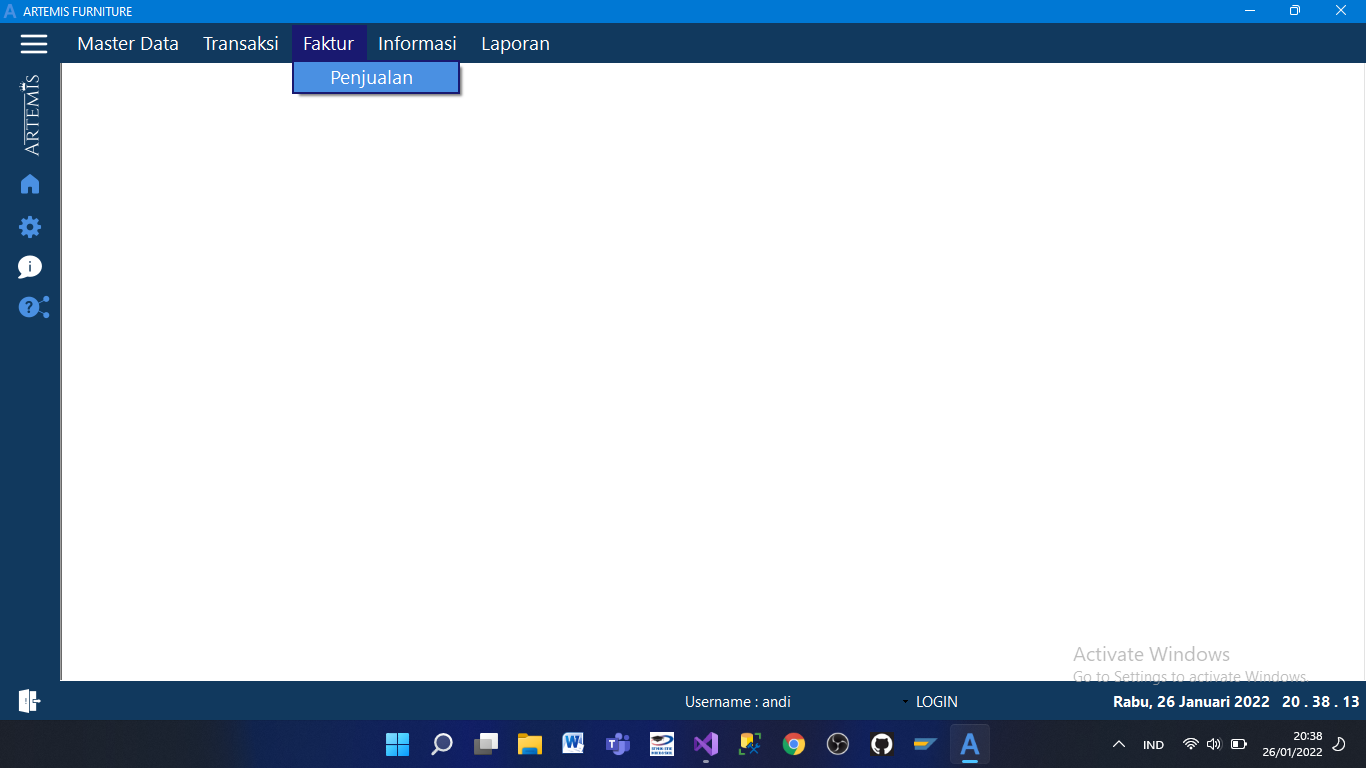 ARTEMIS FURNITURE
Master Data Transaksi Faktur Informasi Laporan
Penjualan
ARTEMIS
Activate Windows
Go to Settings to activate Windows.
Username : andi LOGIN Rabu, 26 Januari 2022 20 . 38 . 13
IND 20:38
26/01/2022